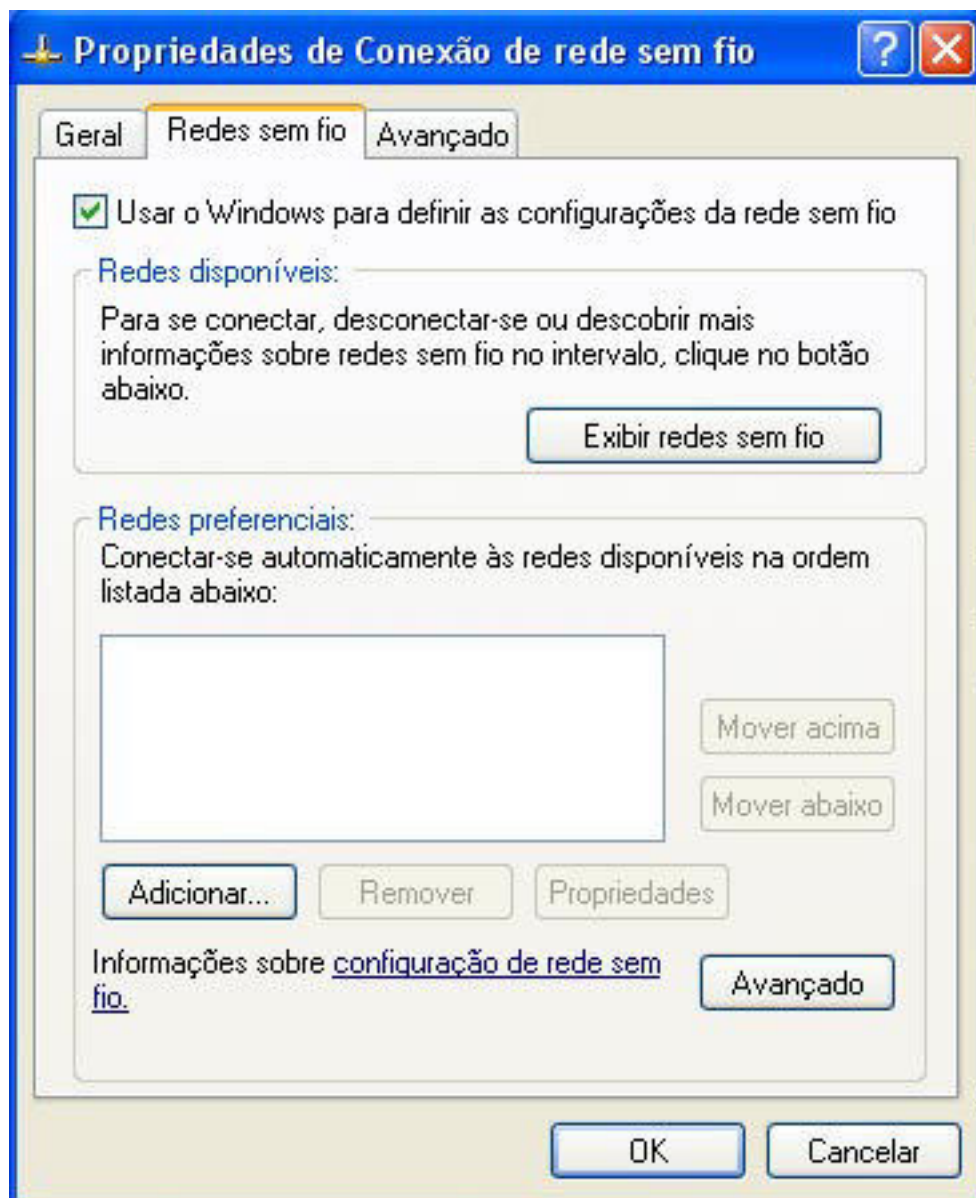 Propriedades de Conexão de rede sem fio
?
Geral
Redes sem fio
Avançado
Usar o Windows para definir as configurações da rede sem fio
Redes disponíveis:
Para se conectar, desconectar-se ou descobrir mais
informações sobre redes sem fio no intervalo, clique no botão
abaixo.
Exibir redes sem fio
Redes preferenciais:
Conectar-se automaticamente às redes disponíveis na ordem
listada abaixo:
Mover acima
Mover abaixo
Adicionar...
Remover
Propriedades
Informações sobre configuração de rede sem
fio.
Avançado
OK
Cancelar